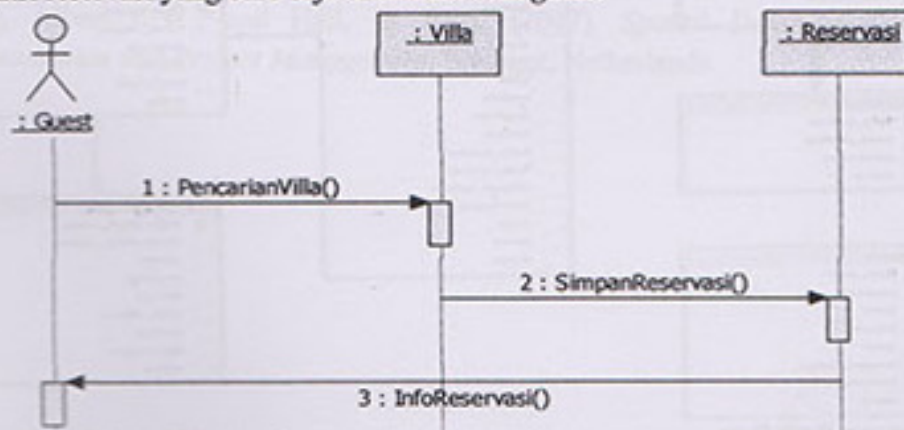 : Villa
: Reservasi
: Guest
1 : PencarianVilla()
2 : SimpanReservasi()
3 : InfoReservasi()